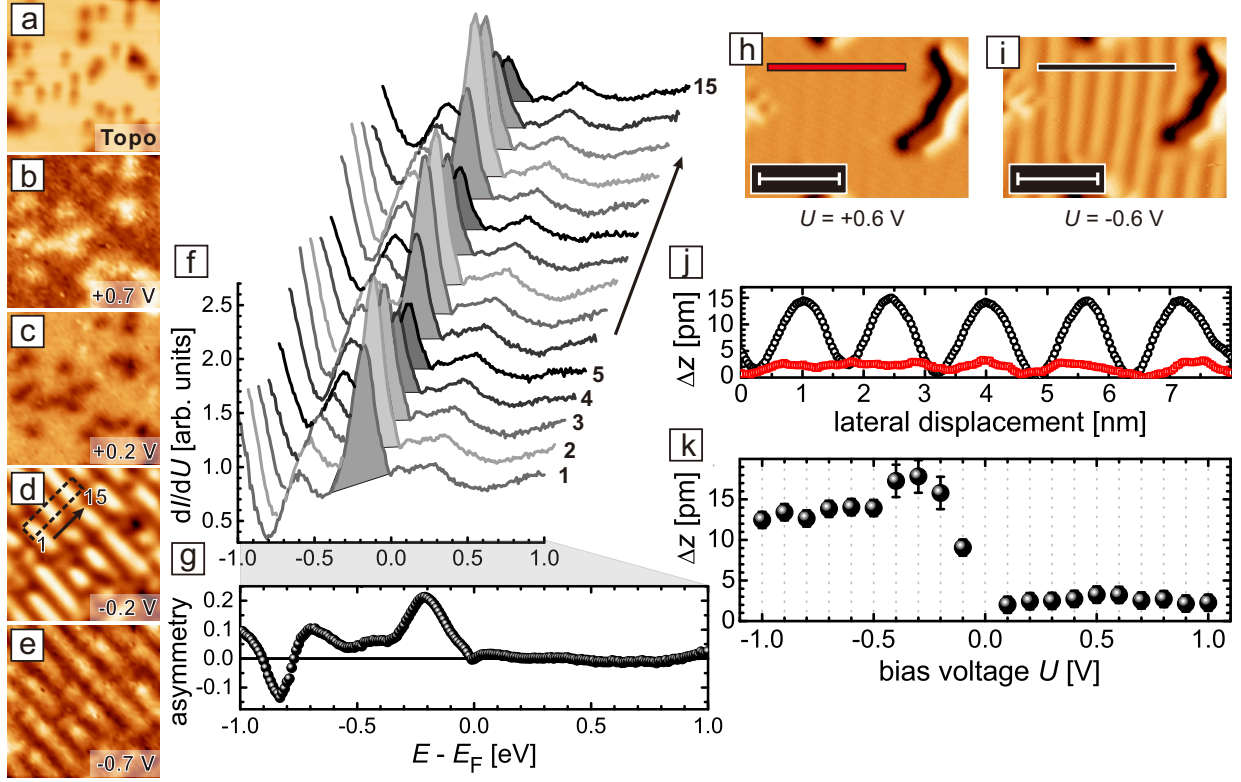 a
Topo
b
+0.7 V
c
+0.2 V
d
15
1
-0.2 V
e
-0.7 V
f
15
5
4
3
2
1
dI/dU [arb. units]
2.5
2.0
1.5
1.0
0.5
-1.0 -0.5 0.0 0.5 1.0
g
asymmetry
0.2
0.1
0.0
-0.1
-1.0 -0.5 0.0 0.5 1.0
E - EF [eV]
h
U = +0.6 V
i
U = -0.6 V
j
Δz [pm]
15
10
5
0
0 1 2 3 4 5 6 7
lateral displacement [nm]
k
Δz [pm]
15
10
5
0
-1.0 -0.5 0.0 0.5 1.0
bias voltage U [V]